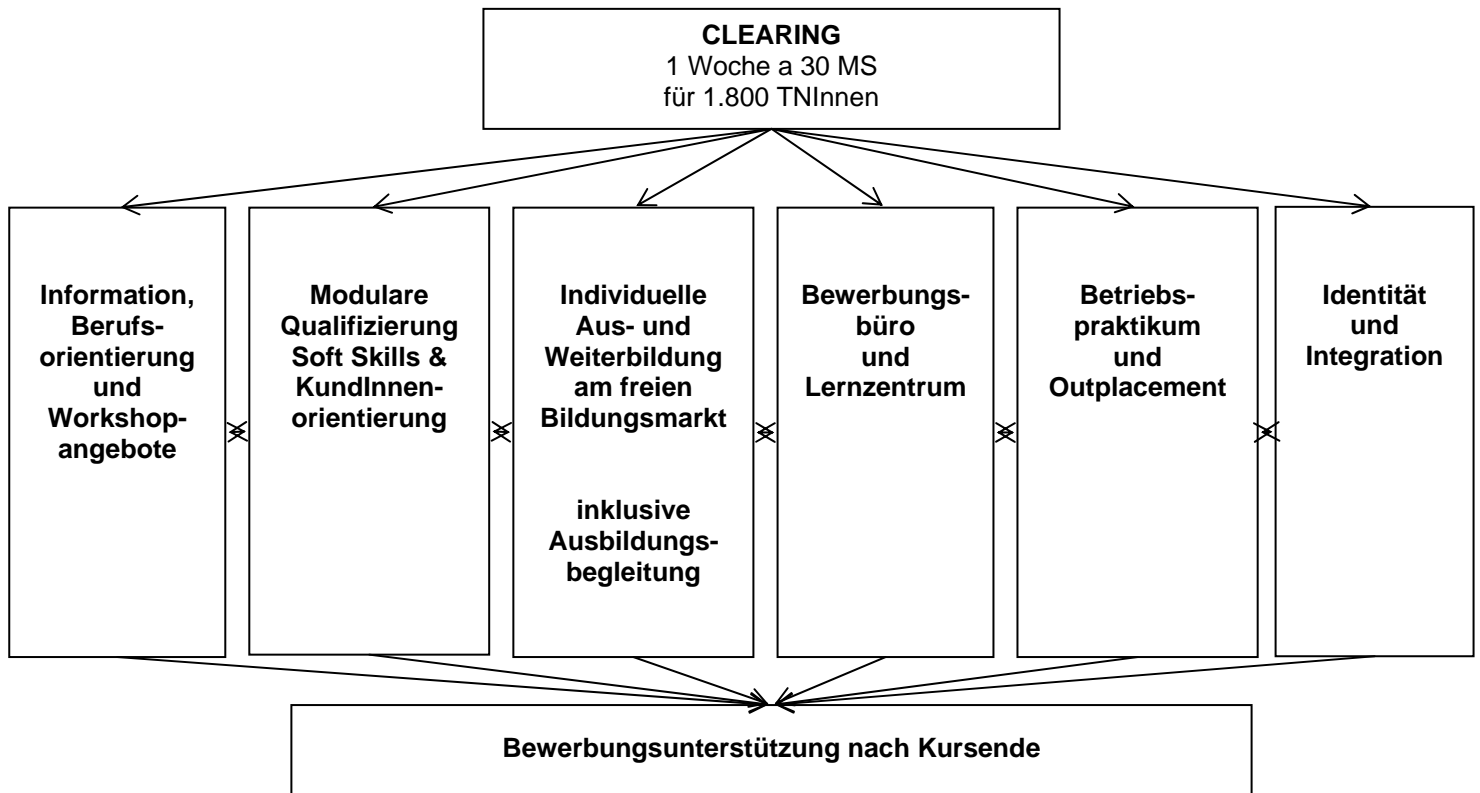 CLEARING
1 Woche a 30 MS
für 1.800 TNInnen
Information,
Berufs-
orientierung
und
Workshop-
angebote
Modulare
Qualifizierung
Soft Skills &
KundInnen-
orientierung
Individuelle
Aus- und
Weiterbildung
am freien
Bildungsmarkt
inklusive
Ausbildungs-
begleitung
Bewerbungs-
büro
und
Lernzentrum
Betriebs-
praktikum
und
Outplacement
Identität
und
Integration
Bewerbungsunterstützung nach Kursende